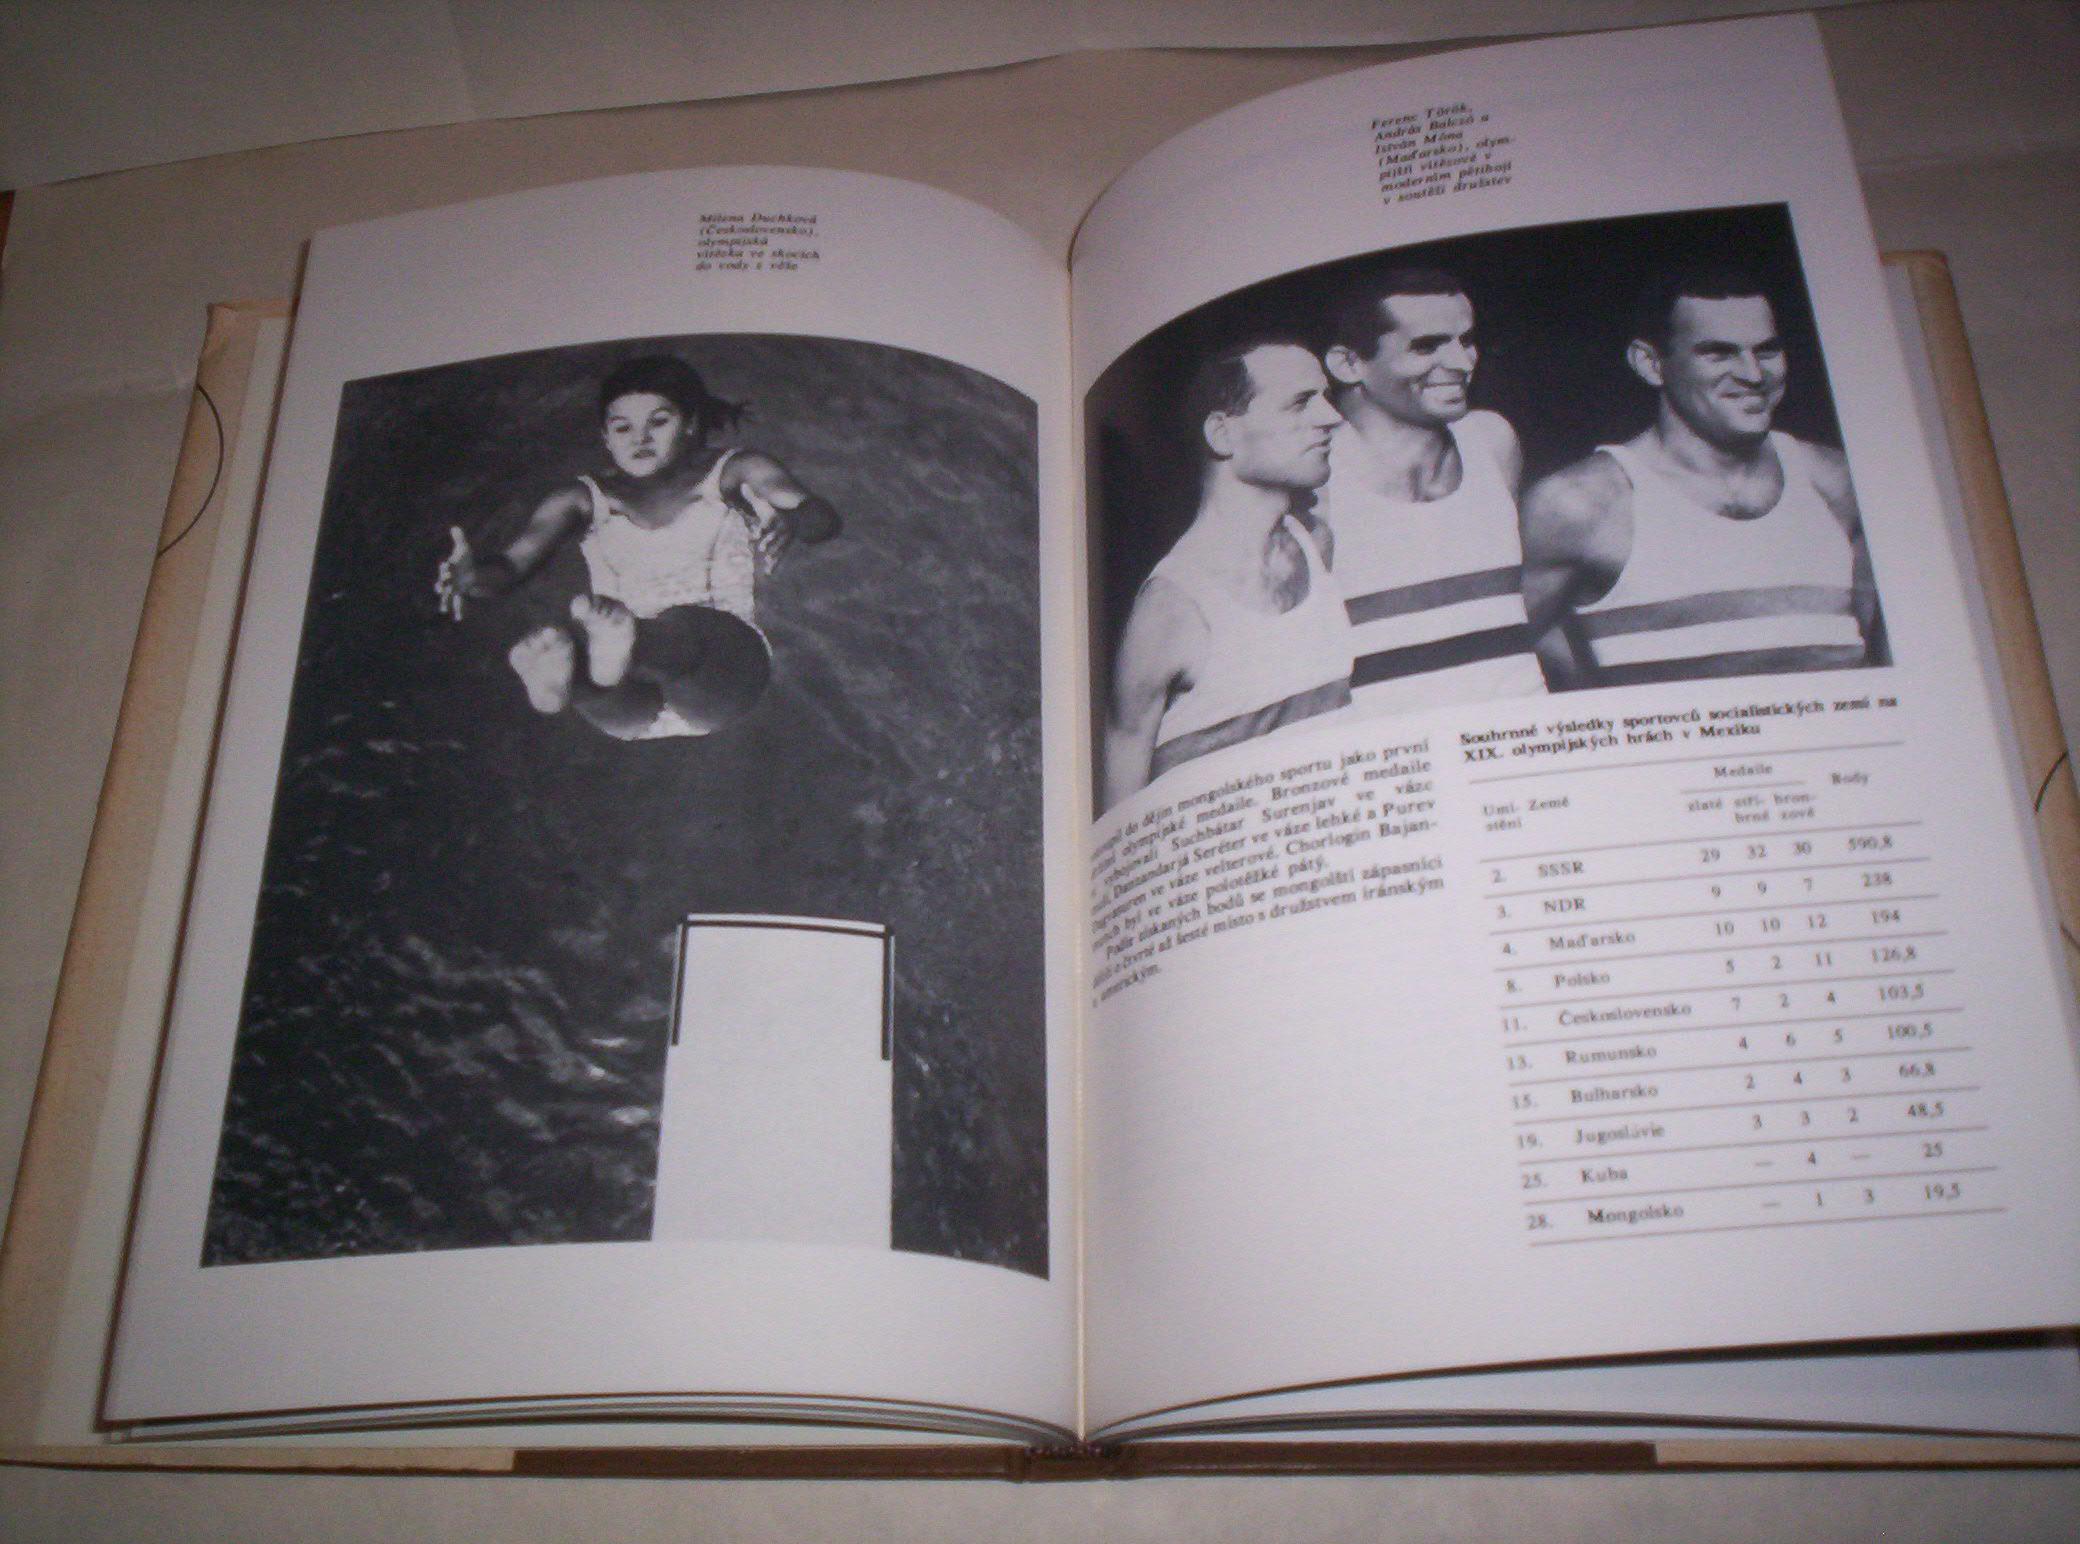 Milena Duchková
(Československo),
olympijská
vítězka ve skocích
do vody z věže
Ferenc Török,
András Balczó a
István Móna
(Maďarsko), olym-
pijští vítězové v
moderním pětiboji
v soutěži družstev
do dějin mongolského sportu jako první
olympijské medaile. Bronzové medaile
vybojovali Suchbátar Surenjav ve váze
Danzandarjá Seréter ve váze lehké a Purev
ve váze velterové. Chorlogin Bajan-
byl ve váze polotěžké pátý.
Podle získaných bodů se mongolští zápasníci
o čtvrté až šesté místo s družstvem íránským
a americkým.
Souhrnné výsledky sportovců socialistických zemí na
XIX. olympijských hrách v Mexiku
Umí- Země Medaile Body
stění zlaté stří- bron-
brné zové
2. SSSR 29 32 30 590,8
3. NDR 9 9 7 238
4. Maďarsko 10 10 12 194
8. Polsko 5 2 11 126,8
11. Československo 7 2 4 103,5
13. Rumunsko 4 6 5 100,5
15. Bulharsko 2 4 3 66,8
19. Jugoslávie 3 3 2 48,5
25. Kuba — 4 — 25
28. Mongolsko — 1 3 19,5